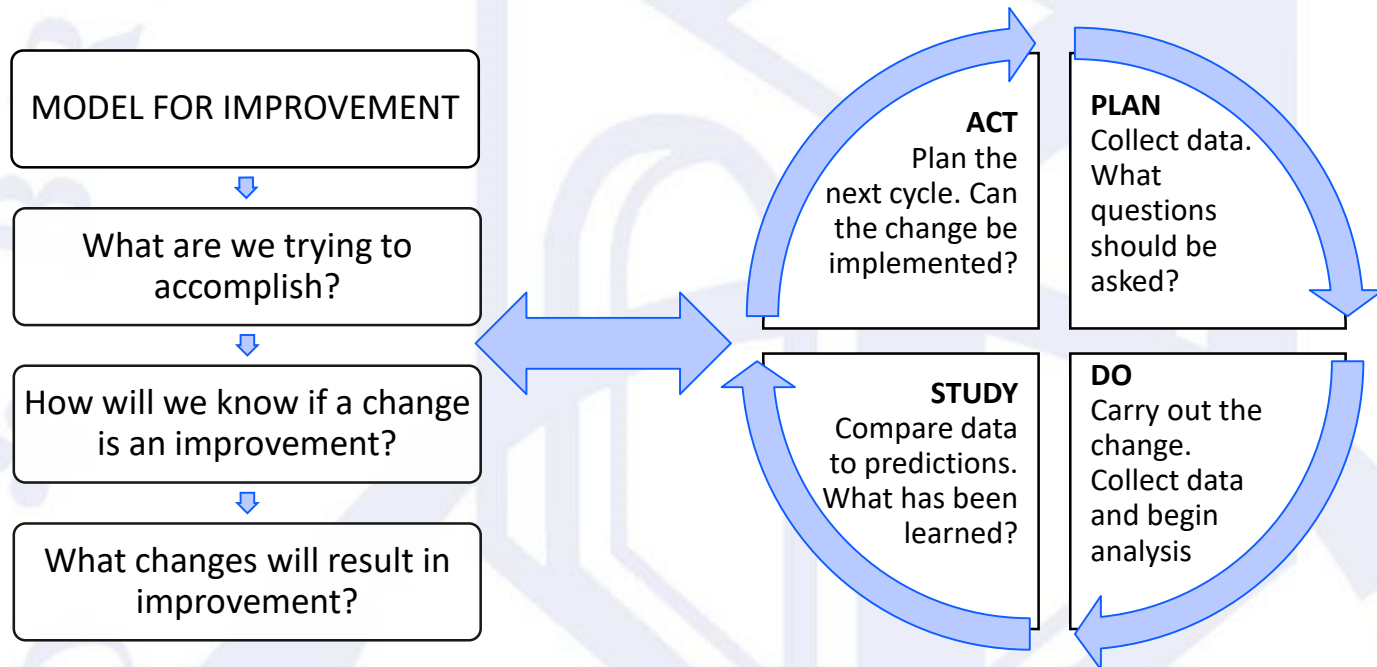 MODEL FOR IMPROVEMENT
What are we trying to
accomplish?
How will we know if a change
is an improvement?
What changes will result in
improvement?
ACT
Plan the
next cycle. Can
the change be
implemented?
PLAN
Collect data.
What
questions
should be
asked?
STUDY
Compare data
to predictions.
What has been
learned?
DO
Carry out the
change.
Collect data
and begin
analysis